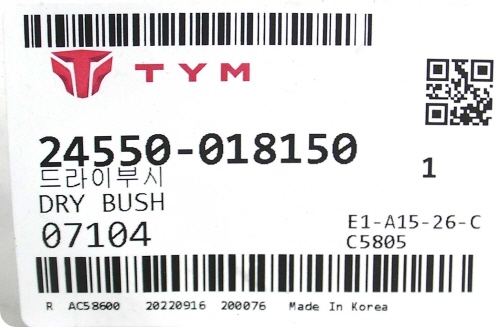 TYM
24550-018150
드라이부시
1
DRY BUSH
07104
E1-A15-26-C
C5805
R AC58600 20220916 200076 Made In Korea